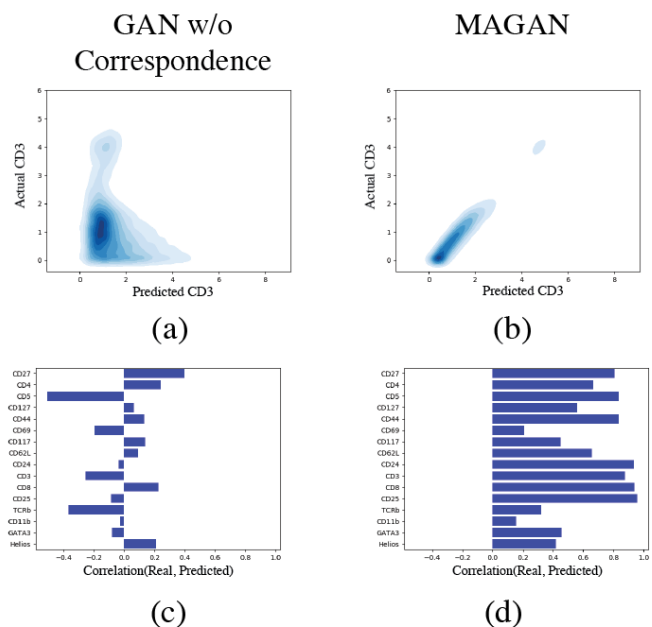 GAN w/o
Correspondence
MAGAN
6
5
4
3
2
1
0
Actual CD3
0
2
4
6
8
Predicted CD3
(a)
6
5
4
3
2
1
0
Actual CD3
0
2
4
6
8
Predicted CD3
(b)
CD27
CD4
CD5
CD127
CD44
CD69
CD117
CD62L
CD24
CD3
CD8
CD25
TCRb
CD11b
GATA3
Helios
−0.4
−0.2
0.0
0.2
0.4
0.6
0.8
1.0
Correlation(Real, Predicted)
(c)
CD27
CD4
CD5
CD127
CD44
CD69
CD117
CD62L
CD24
CD3
CD8
CD25
TCRb
CD11b
GATA3
Helios
−0.4
−0.2
0.0
0.2
0.4
0.6
0.8
1.0
Correlation(Real, Predicted)
(d)